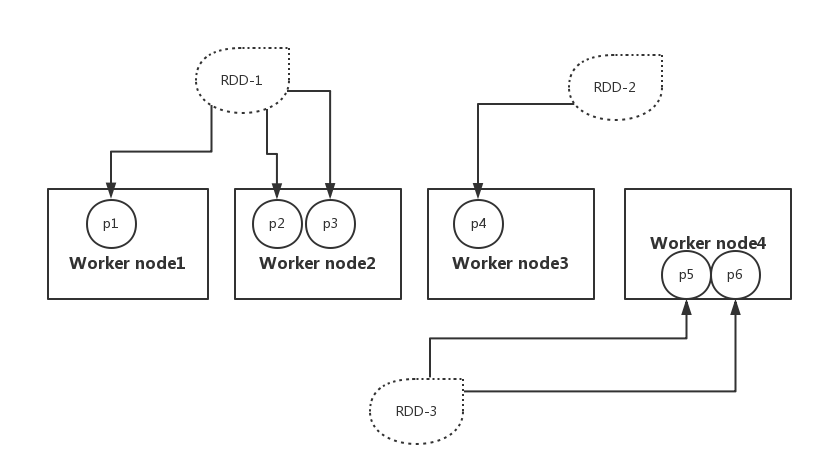 RDD-1
RDD-2
p1
p2
p3
p4
Worker node1
Worker node2
Worker node3
Worker node4
p5
p6
RDD-3